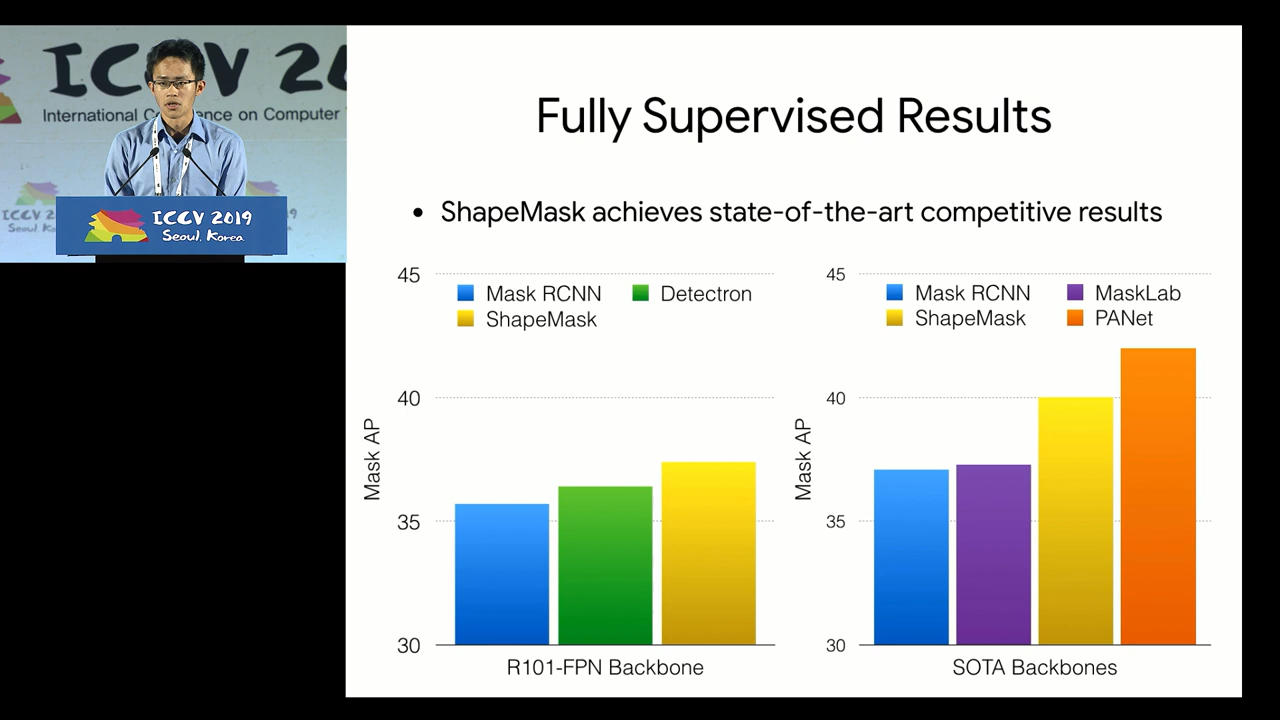 ICCV 20
International Conference on Computer
ICCV 2019
Seoul, Korea
Fully Supervised Results
• ShapeMask achieves state-of-the-art competitive results
45
Mask RCNN
Detectron
ShapeMask
40
35
30
Mask AP
R101-FPN Backbone
45
Mask RCNN
MaskLab
ShapeMask
PANet
40
35
30
Mask AP
SOTA Backbones